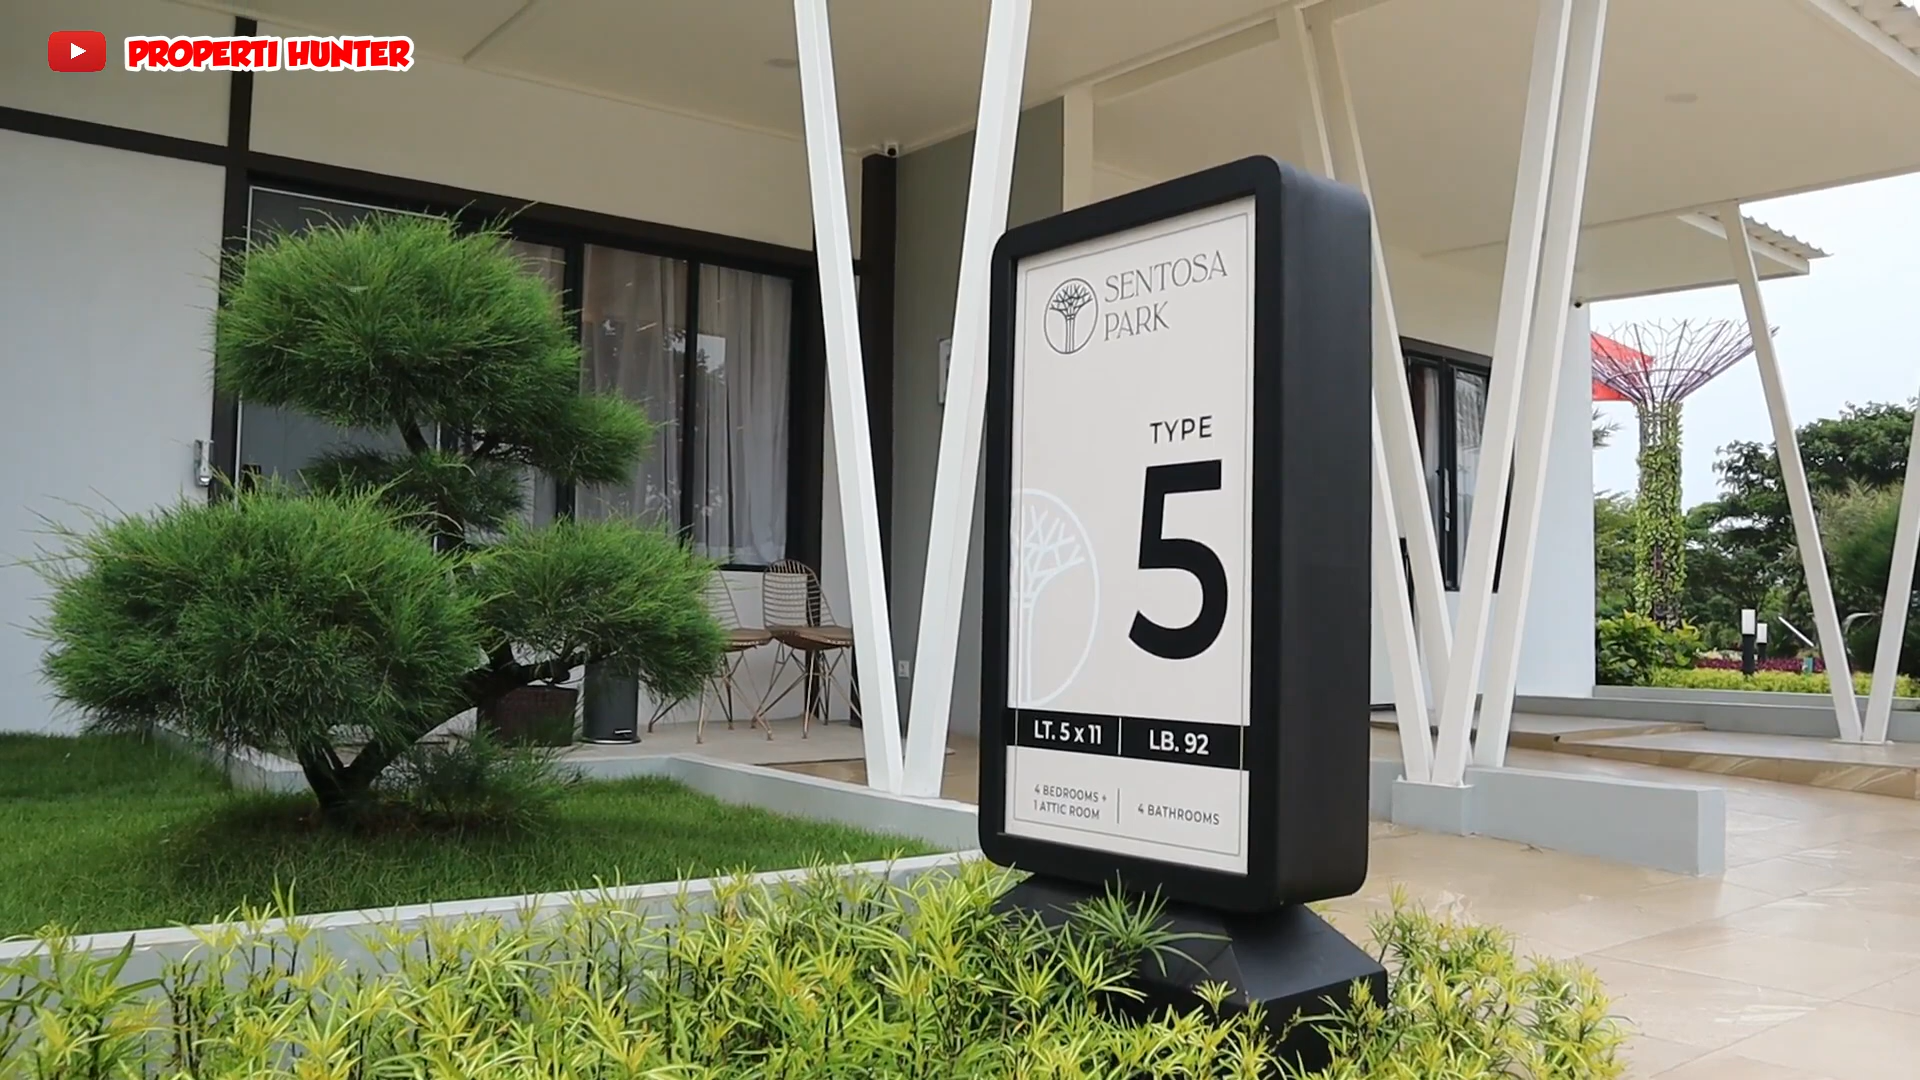 PROPERTI HUNTER
SENTOSA
PARK
TYPE
5
LT. 5 x 11
LB. 92
4 BEDROOMS +
1 ATTIC ROOM
4 BATHROOMS